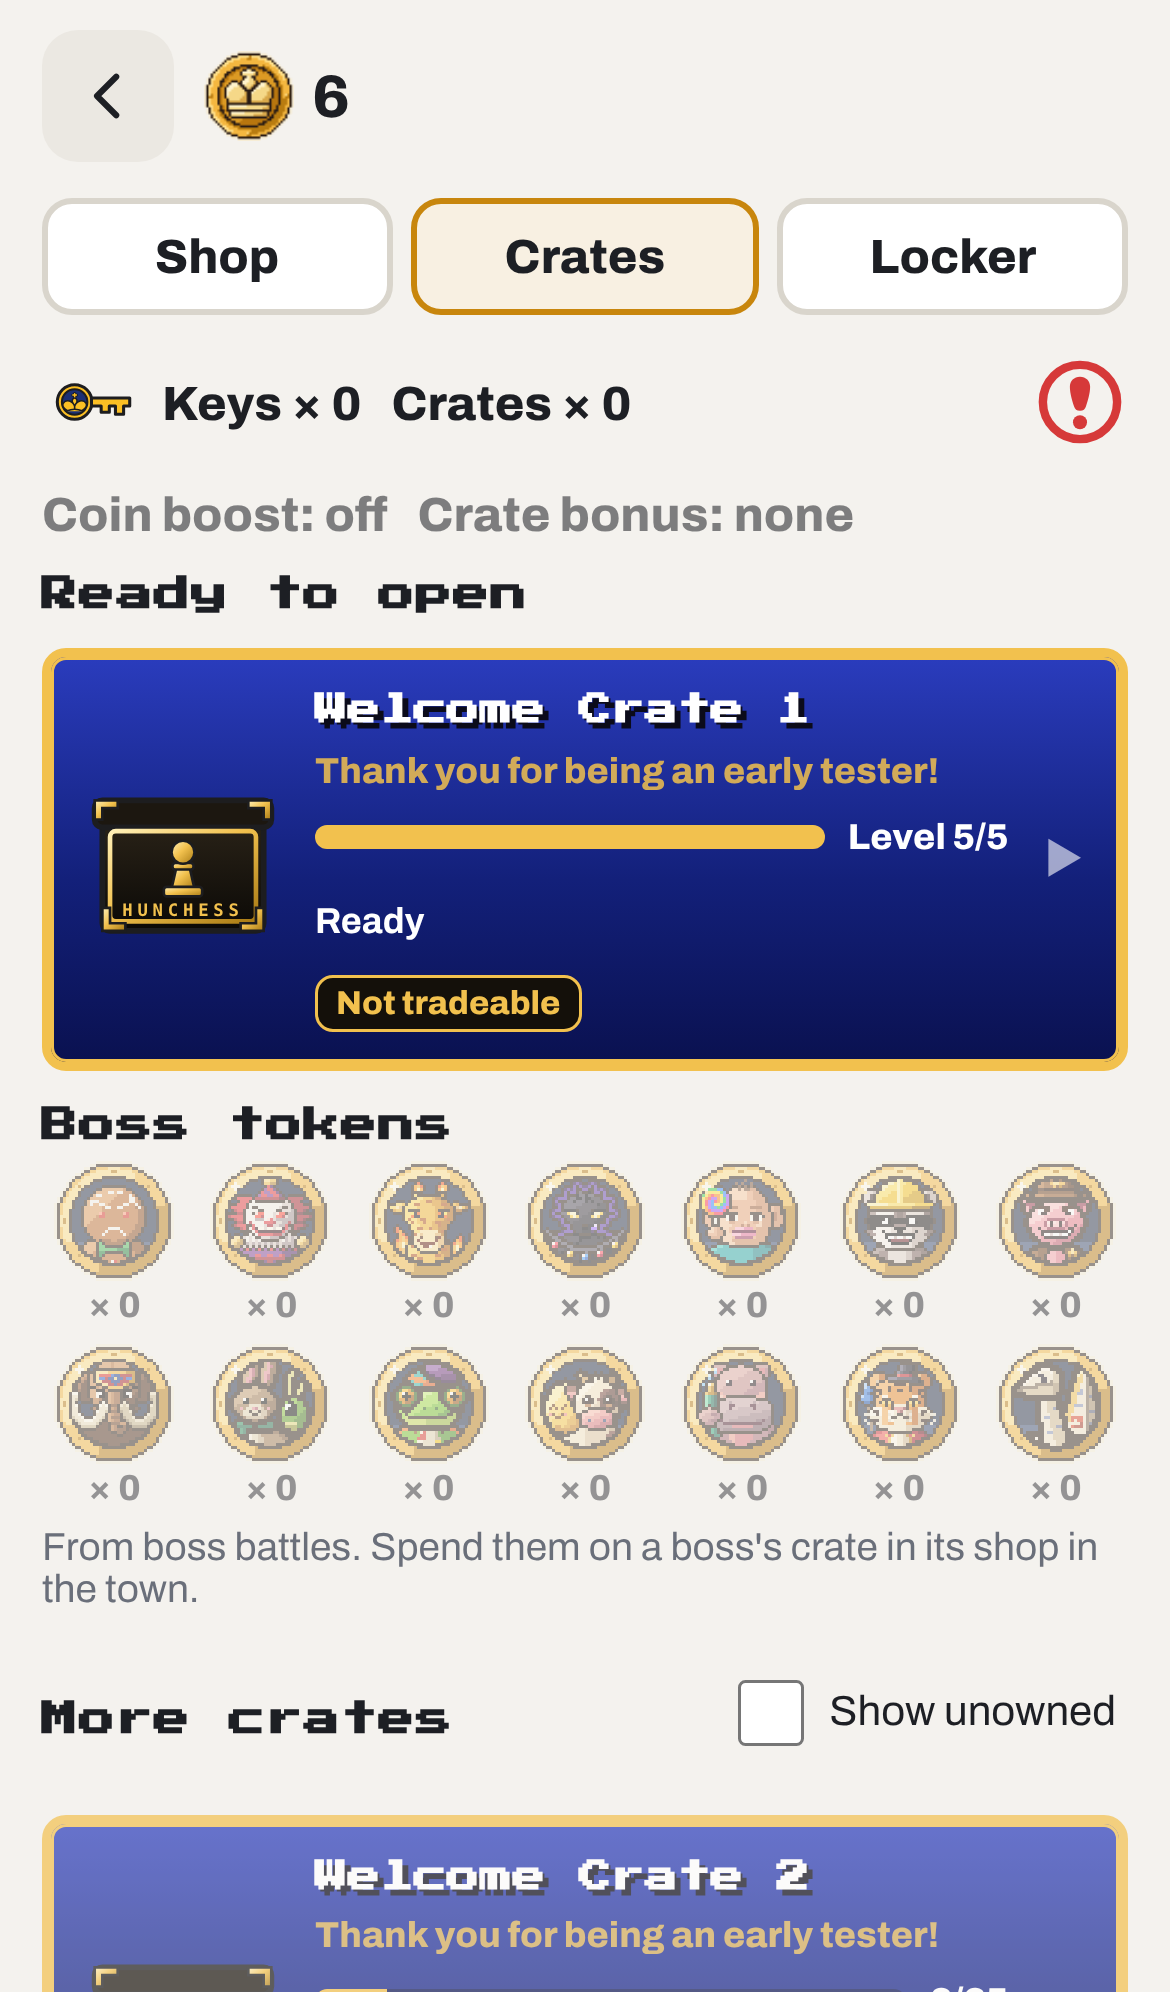 6
Shop Crates Locker
Keys × 0 Crates × 0
Coin boost: off Crate bonus: none
Ready to open
Welcome Crate 1
Thank you for being an early tester!
Level 5/5
HUNCHESS
Ready
Not tradeable
Boss tokens
× 0 × 0 × 0 × 0 × 0 × 0 × 0
× 0 × 0 × 0 × 0 × 0 × 0 × 0
From boss battles. Spend them on a boss's crate in its shop in
the town.
More crates Show unowned
Welcome Crate 2
Thank you for being an early tester!